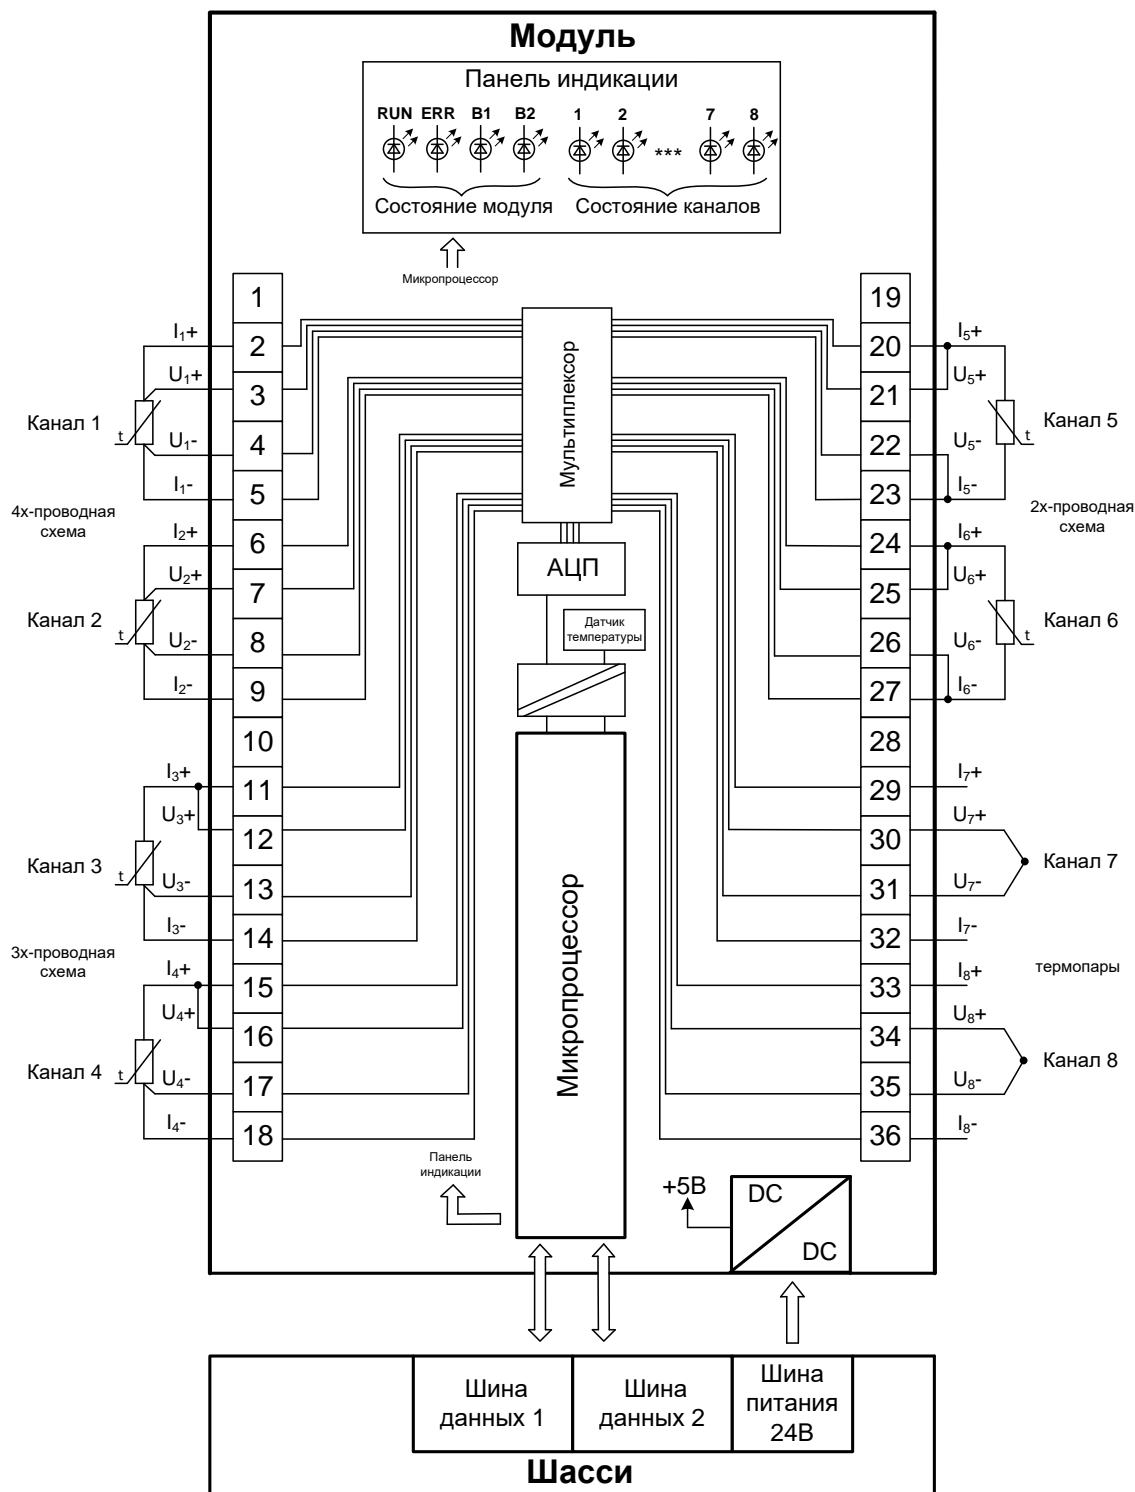 Модуль
Панель индикации
RUN ERR B1 B2 1 2 *** 7 8
Состояние модуля Состояние каналов
Микропроцессор
1
2
3
4
5
6
7
8
9
10
11
12
13
14
15
16
17
18
I₁+
U₁+
Канал 1
t
U₁-
I₁-
4х-проводная
схема
I₂+
U₂+
Канал 2
t
U₂-
I₂-
I₃+
U₃+
Канал 3
t
U₃-
I₃-
3х-проводная
схема
I₄+
U₄+
Канал 4
t
U₄-
I₄-
Мультиплексор
АЦП
Датчик
температуры
Микропроцессор
Панель
индикации
19
20
21
22
23
24
25
26
27
28
29
30
31
32
33
34
35
36
I₅+
U₅+
Канал 5
t
U₅-
I₅-
2х-проводная
схема
I₆+
U₆+
Канал 6
t
U₆-
I₆-
I₇+
U₇+
Канал 7
U₇-
I₇-
термопары
I₈+
U₈+
Канал 8
U₈-
I₈-
+5В
DC
DC
Шина
данных 1
Шина
данных 2
Шина
питания
24В
Шасси